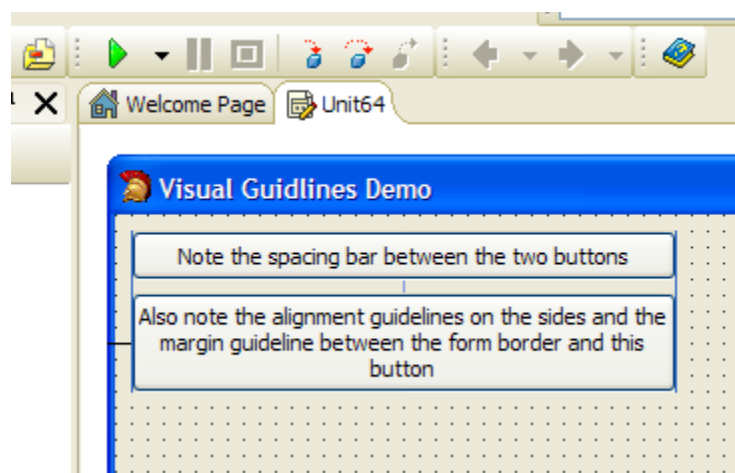 Welcome Page
Unit64
Visual Guidlines Demo
Note the spacing bar between the two buttons
Also note the alignment guidelines on the sides and the
margin guideline between the form border and this
button